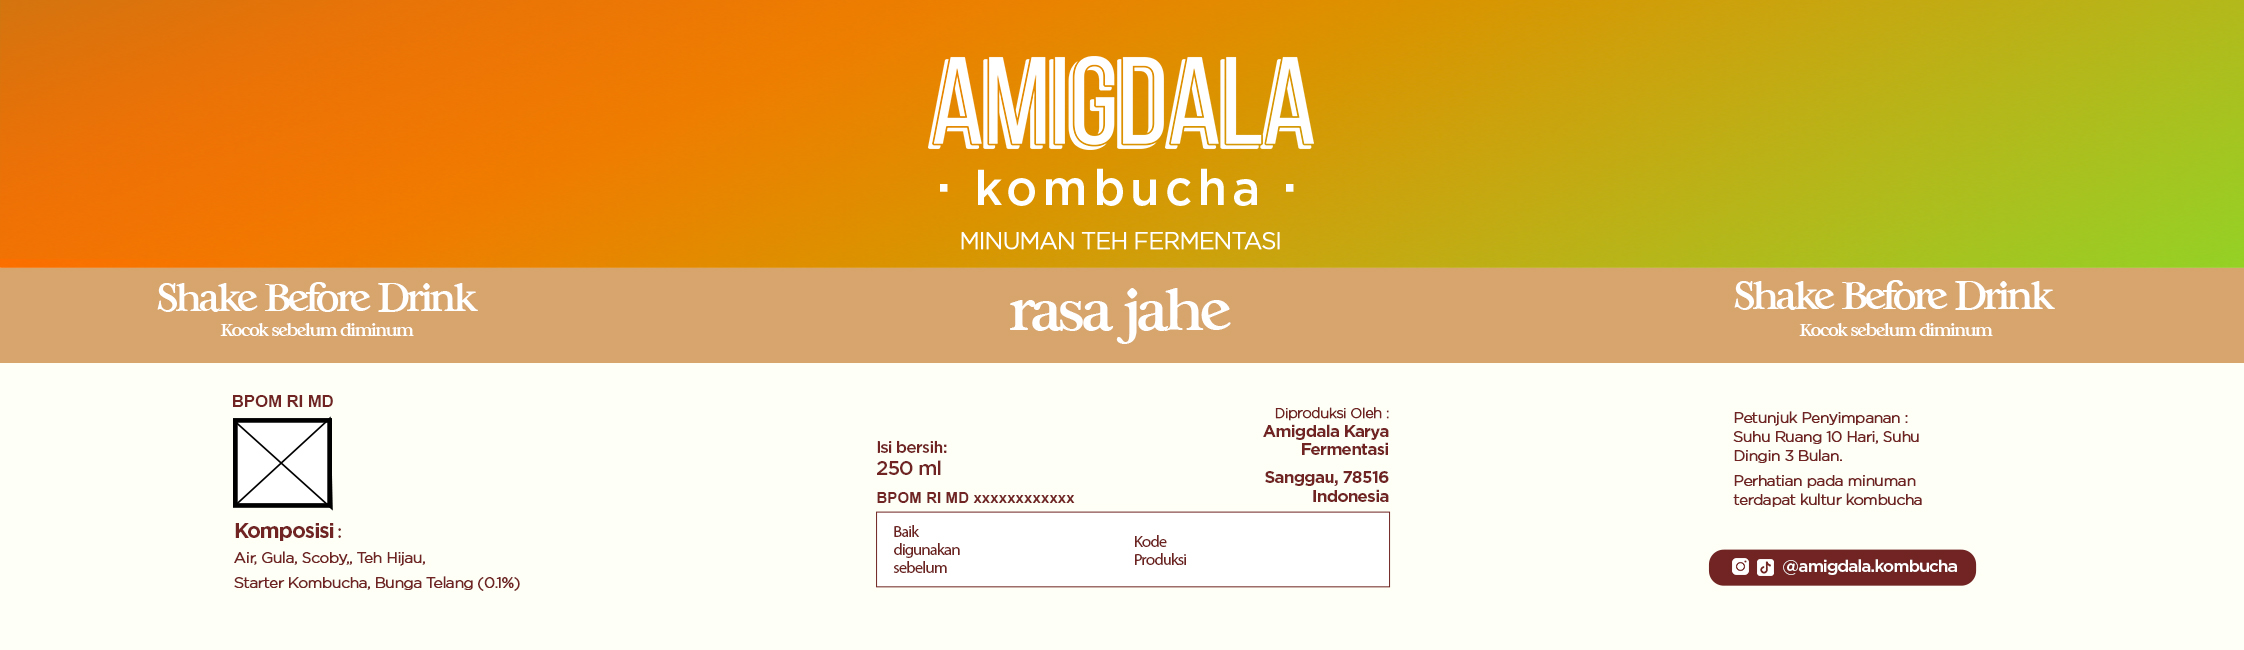 AMIGDALA
· kombucha ·
MINUMAN TEH FERMENTASI
Shake Before Drink
Kocok sebelum diminum
rasa jahe
Shake Before Drink
Kocok sebelum diminum
BPOM RI MD
Komposisi :
Air, Gula, Scoby,, Teh Hijau,
Starter Kombucha, Bunga Telang (0.1%)
Isi bersih:
250 ml
BPOM RI MD xxxxxxxxxxxx
Diproduksi Oleh :
Amigdala Karya
Fermentasi
Sanggau, 78516
Indonesia
Baik
digunakan
sebelum
Kode
Produksi
Petunjuk Penyimpanan :
Suhu Ruang 10 Hari, Suhu
Dingin 3 Bulan.
Perhatian pada minuman
terdapat kultur kombucha
@amigdala.kombucha